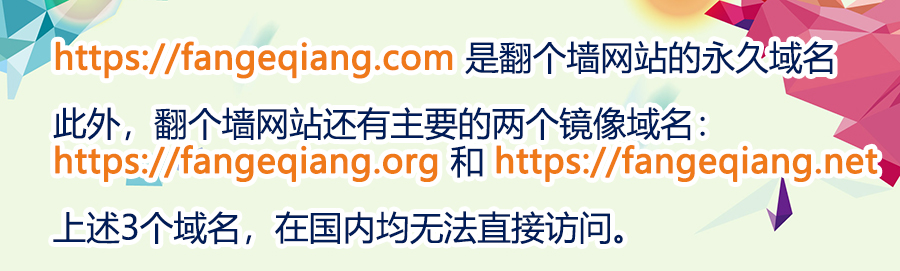 https://fangeqiang.com 是翻个墙网站的永久域名
此外，翻个墙网站还有主要的两个镜像域名：
https://fangeqiang.org 和 https://fangeqiang.net
上述3个域名，在国内均无法直接访问。